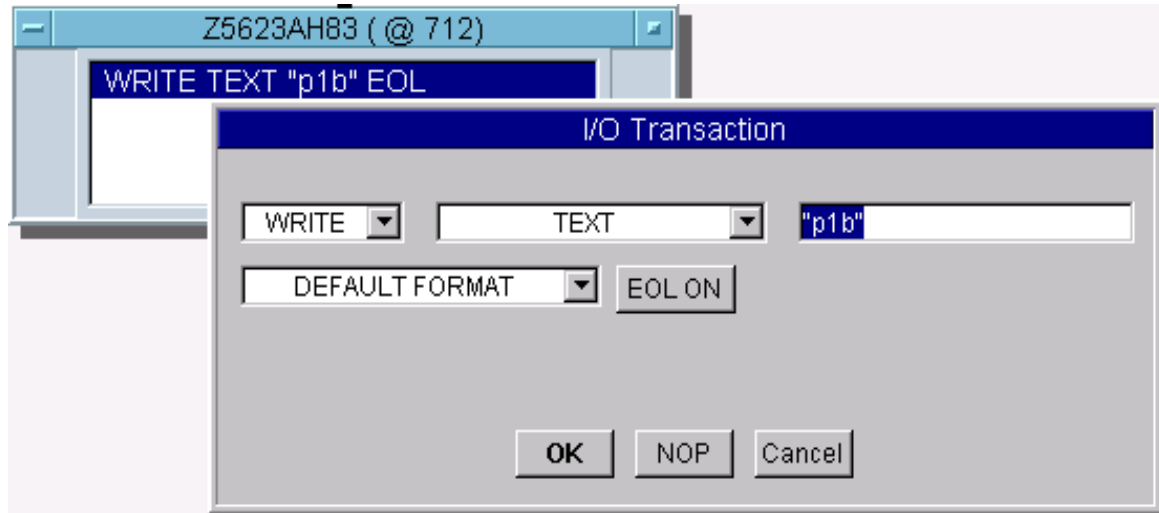 Z5623AH83 ( @ 712)
WRITE TEXT "p1b" EOL
I/O Transaction
WRITE TEXT "p1b"
DEFAULT FORMAT EOL ON
OK NOP Cancel